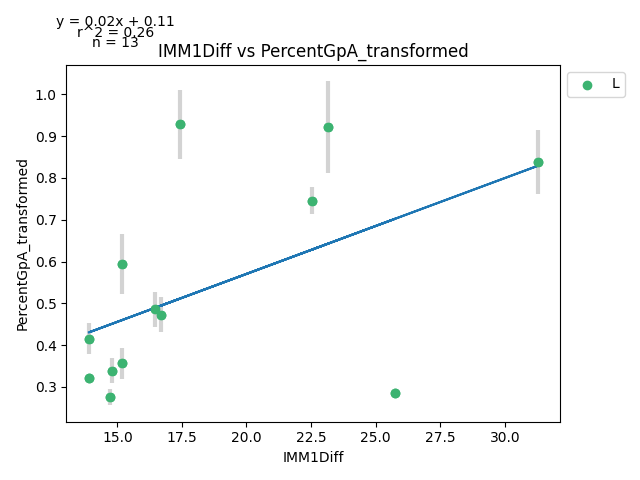 y = 0.02x + 0.11
r^2 = 0.26
n = 13
IMM1Diff vs PercentGpA_transformed
L
PercentGpA_transformed
1.0
0.9
0.8
0.7
0.6
0.5
0.4
0.3
15.0 17.5 20.0 22.5 25.0 27.5 30.0
IMM1Diff